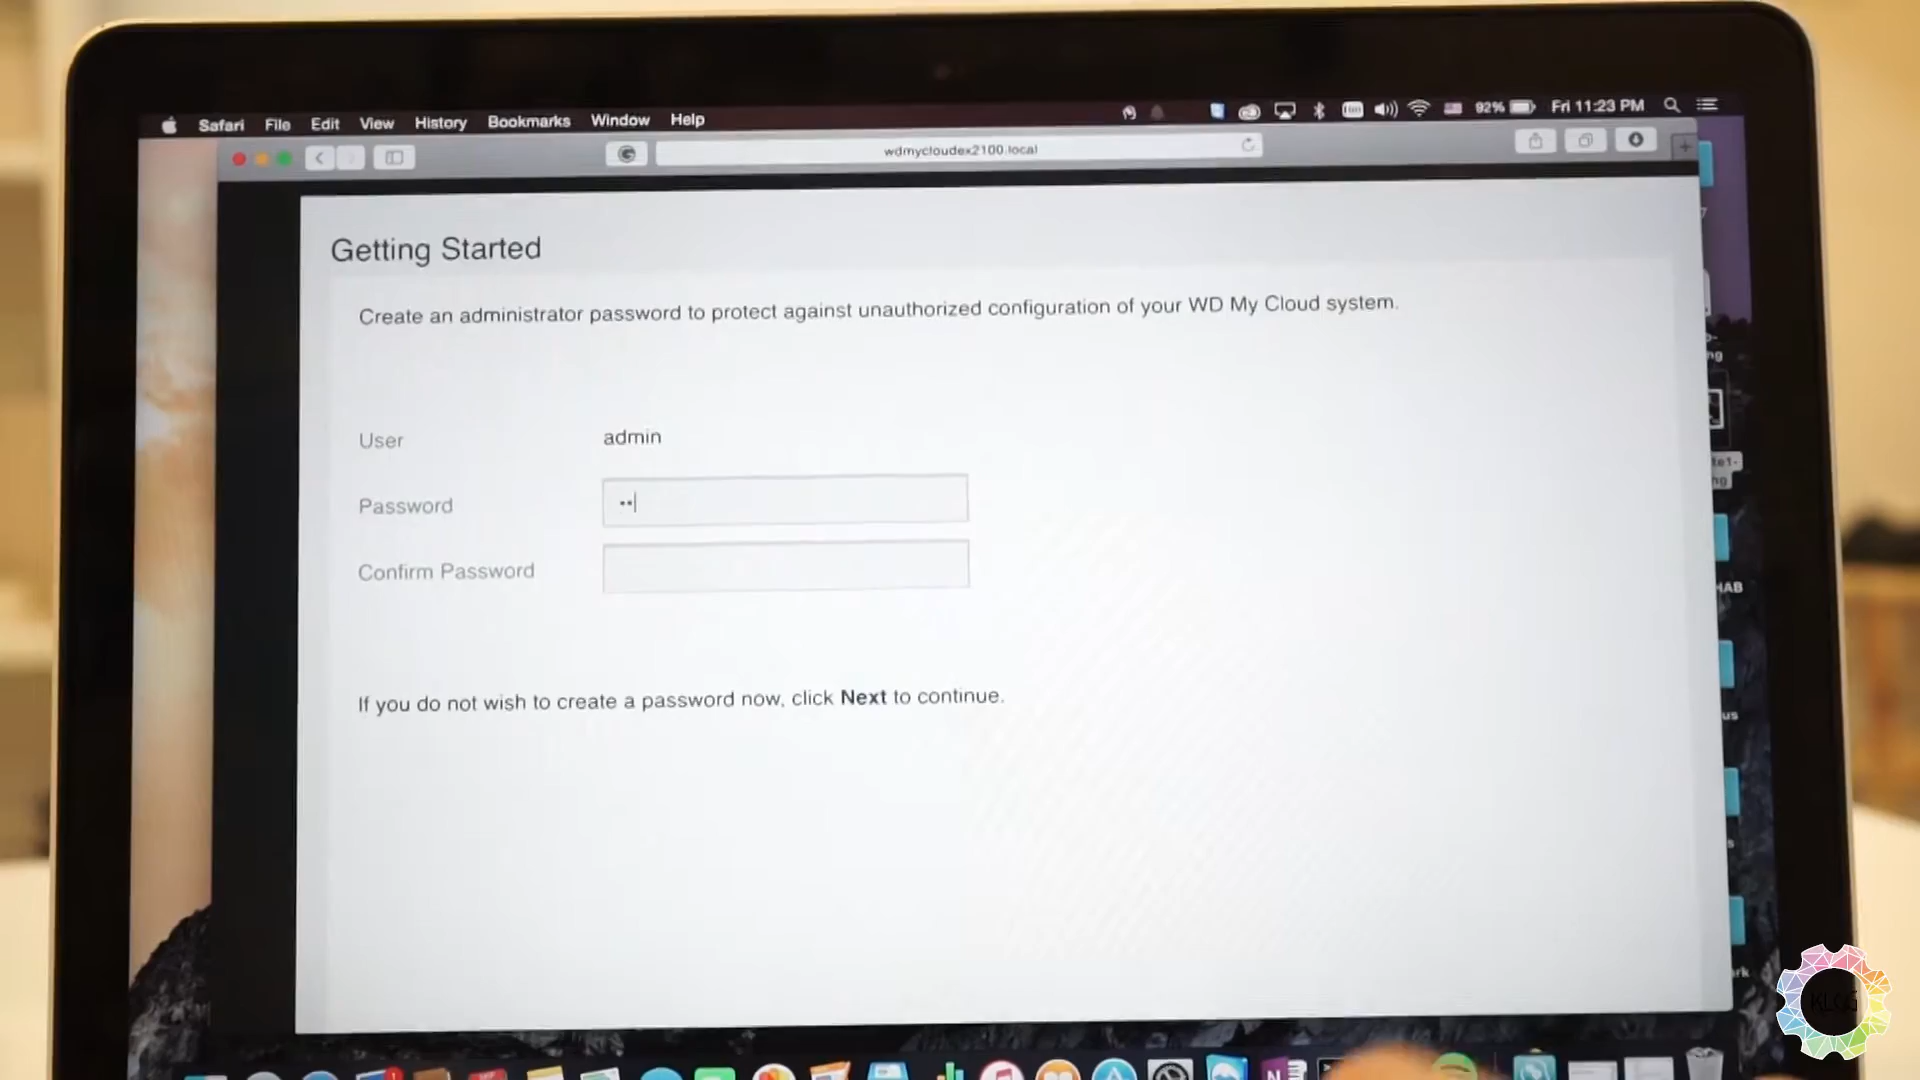 Safari File Edit View History Bookmarks Window Help 92% Fri 11:23 PM
wdmycloudex2100.local
Getting Started
Create an administrator password to protect against unauthorized configuration of your WD My Cloud system.
User admin
Password
Confirm Password
If you do not wish to create a password now, click Next to continue.
KLGG